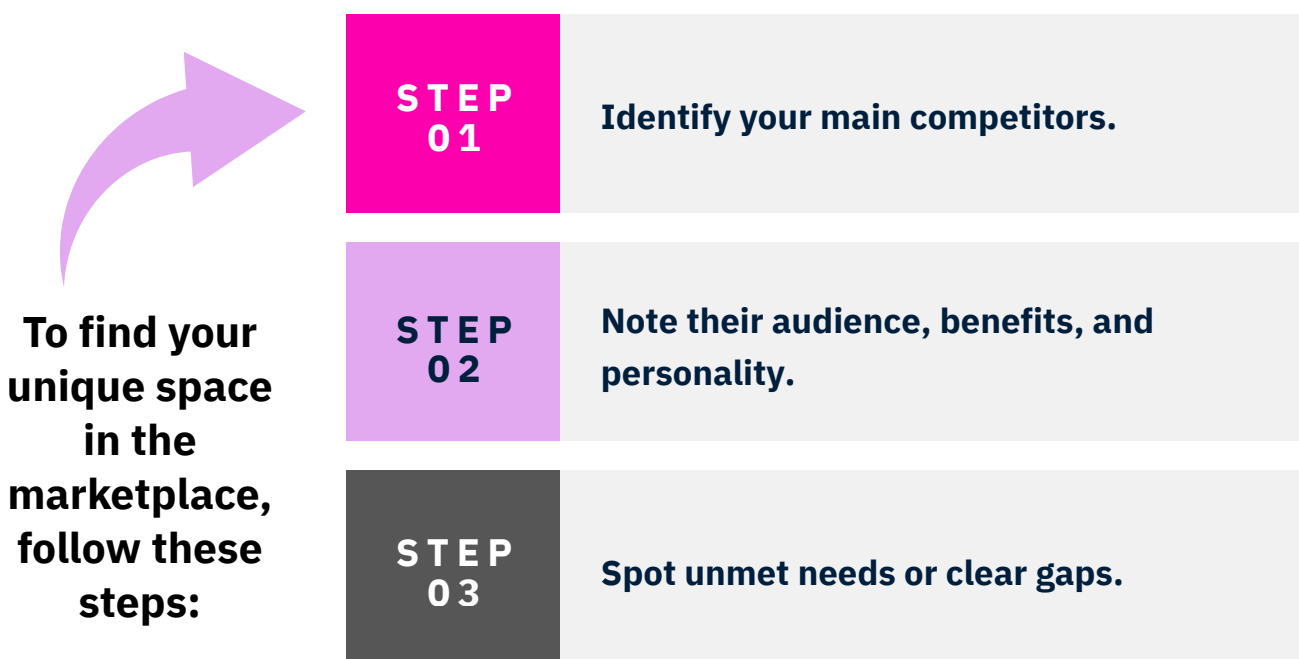 To find your
unique space
in the
marketplace,
follow these
steps:
STEP
01
Identify your main competitors.
STEP
02
Note their audience, benefits, and
personality.
STEP
03
Spot unmet needs or clear gaps.